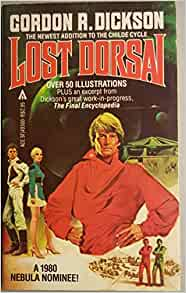 GORDON R. DICKSON
THE NEWEST ADDITION TO THE CHILDE CYCLE
LOST DORSAI
OVER 50 ILLUSTRATIONS
PLUS an excerpt from
Dickson's great work-in-progress,
The Final Encyclopedia
A 1980
NEBULA NOMINEE!